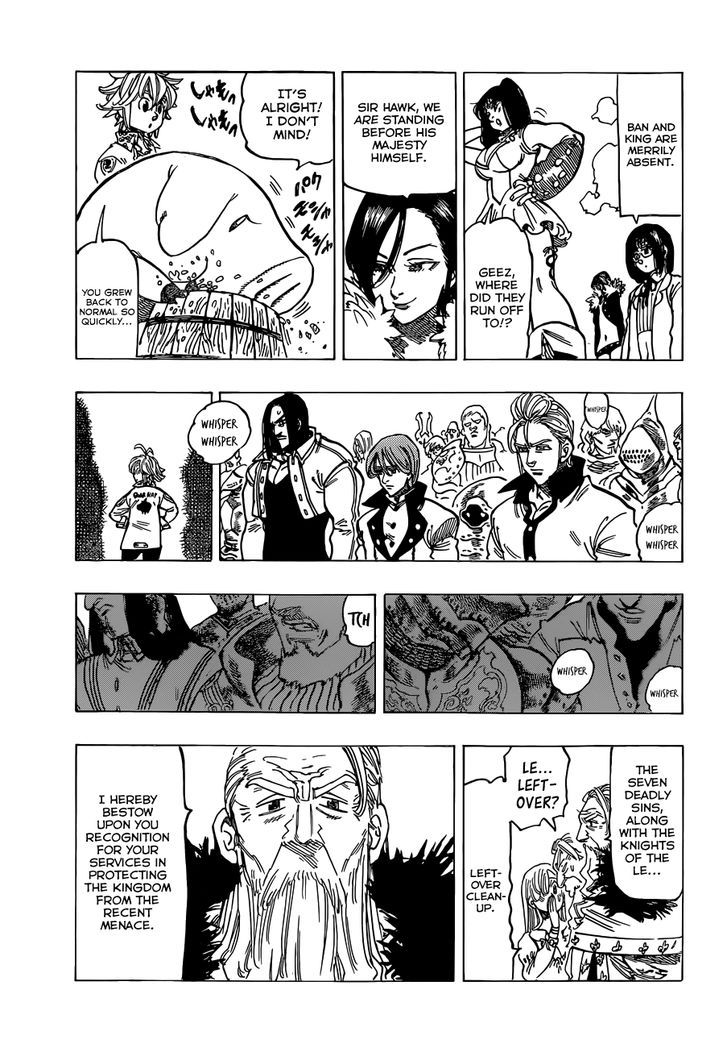 BAN AND
KING ARE
MERRILY
ABSENT.
GEEZ,
WHERE
DID THEY
RUN OFF
TO!?
SIR HAWK, WE
ARE STANDING
BEFORE HIS
MAJESTY
HIMSELF.
IT'S
ALRIGHT!
I DON'T
MIND!
YOU GREW
BACK TO
NORMAL SO
QUICKLY...
WHISPER
WHISPER
WHISPER
WHISPER
WHISPER
WHISPER
WHISPER
TCH
THE
SEVEN
DEADLY
SINS,
ALONG
WITH THE
KNIGHTS
OF THE
LE...
LE...
LEFT-
OVER?
LEFT-
OVER
CLEAN-
UP.
I HEREBY
BESTOW
UPON YOU
RECOGNITION
FOR YOUR
SERVICES IN
PROTECTING
THE KINGDOM
FROM THE
RECENT
MENACE.